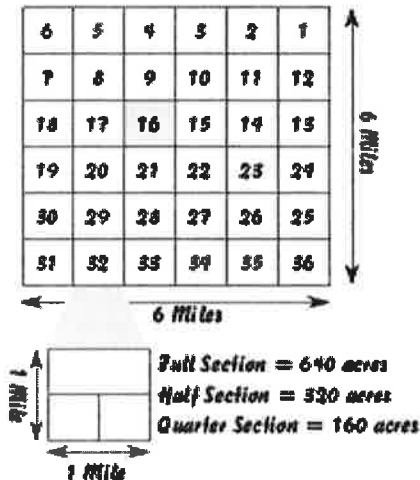 6 5 4 3 2 1
7 8 9 10 11 12
18 17 16 15 14 13
19 20 21 22 23 24
30 29 28 27 26 25
31 32 33 34 35 36
6 Miles
6 Miles
1 Mile
Full Section = 640 acres
Half Section = 320 acres
Quarter Section = 160 acres
1 Mile